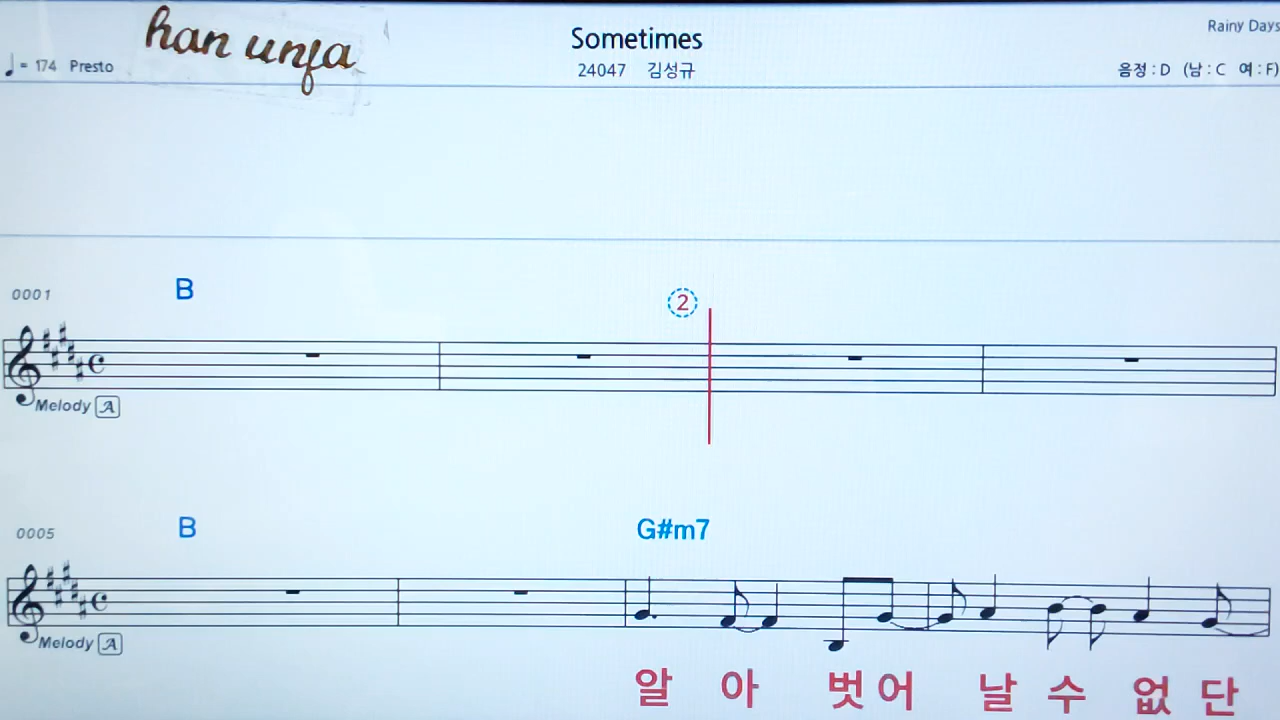 han unfa
Sometimes
Rainy Days
♩= 174 Presto
24047 김성규
음정 : D (남 : C 여 : F)
0001 B ②
Melody A
0005 B G#m7
Melody A
알 아 벗어 날 수 없 단